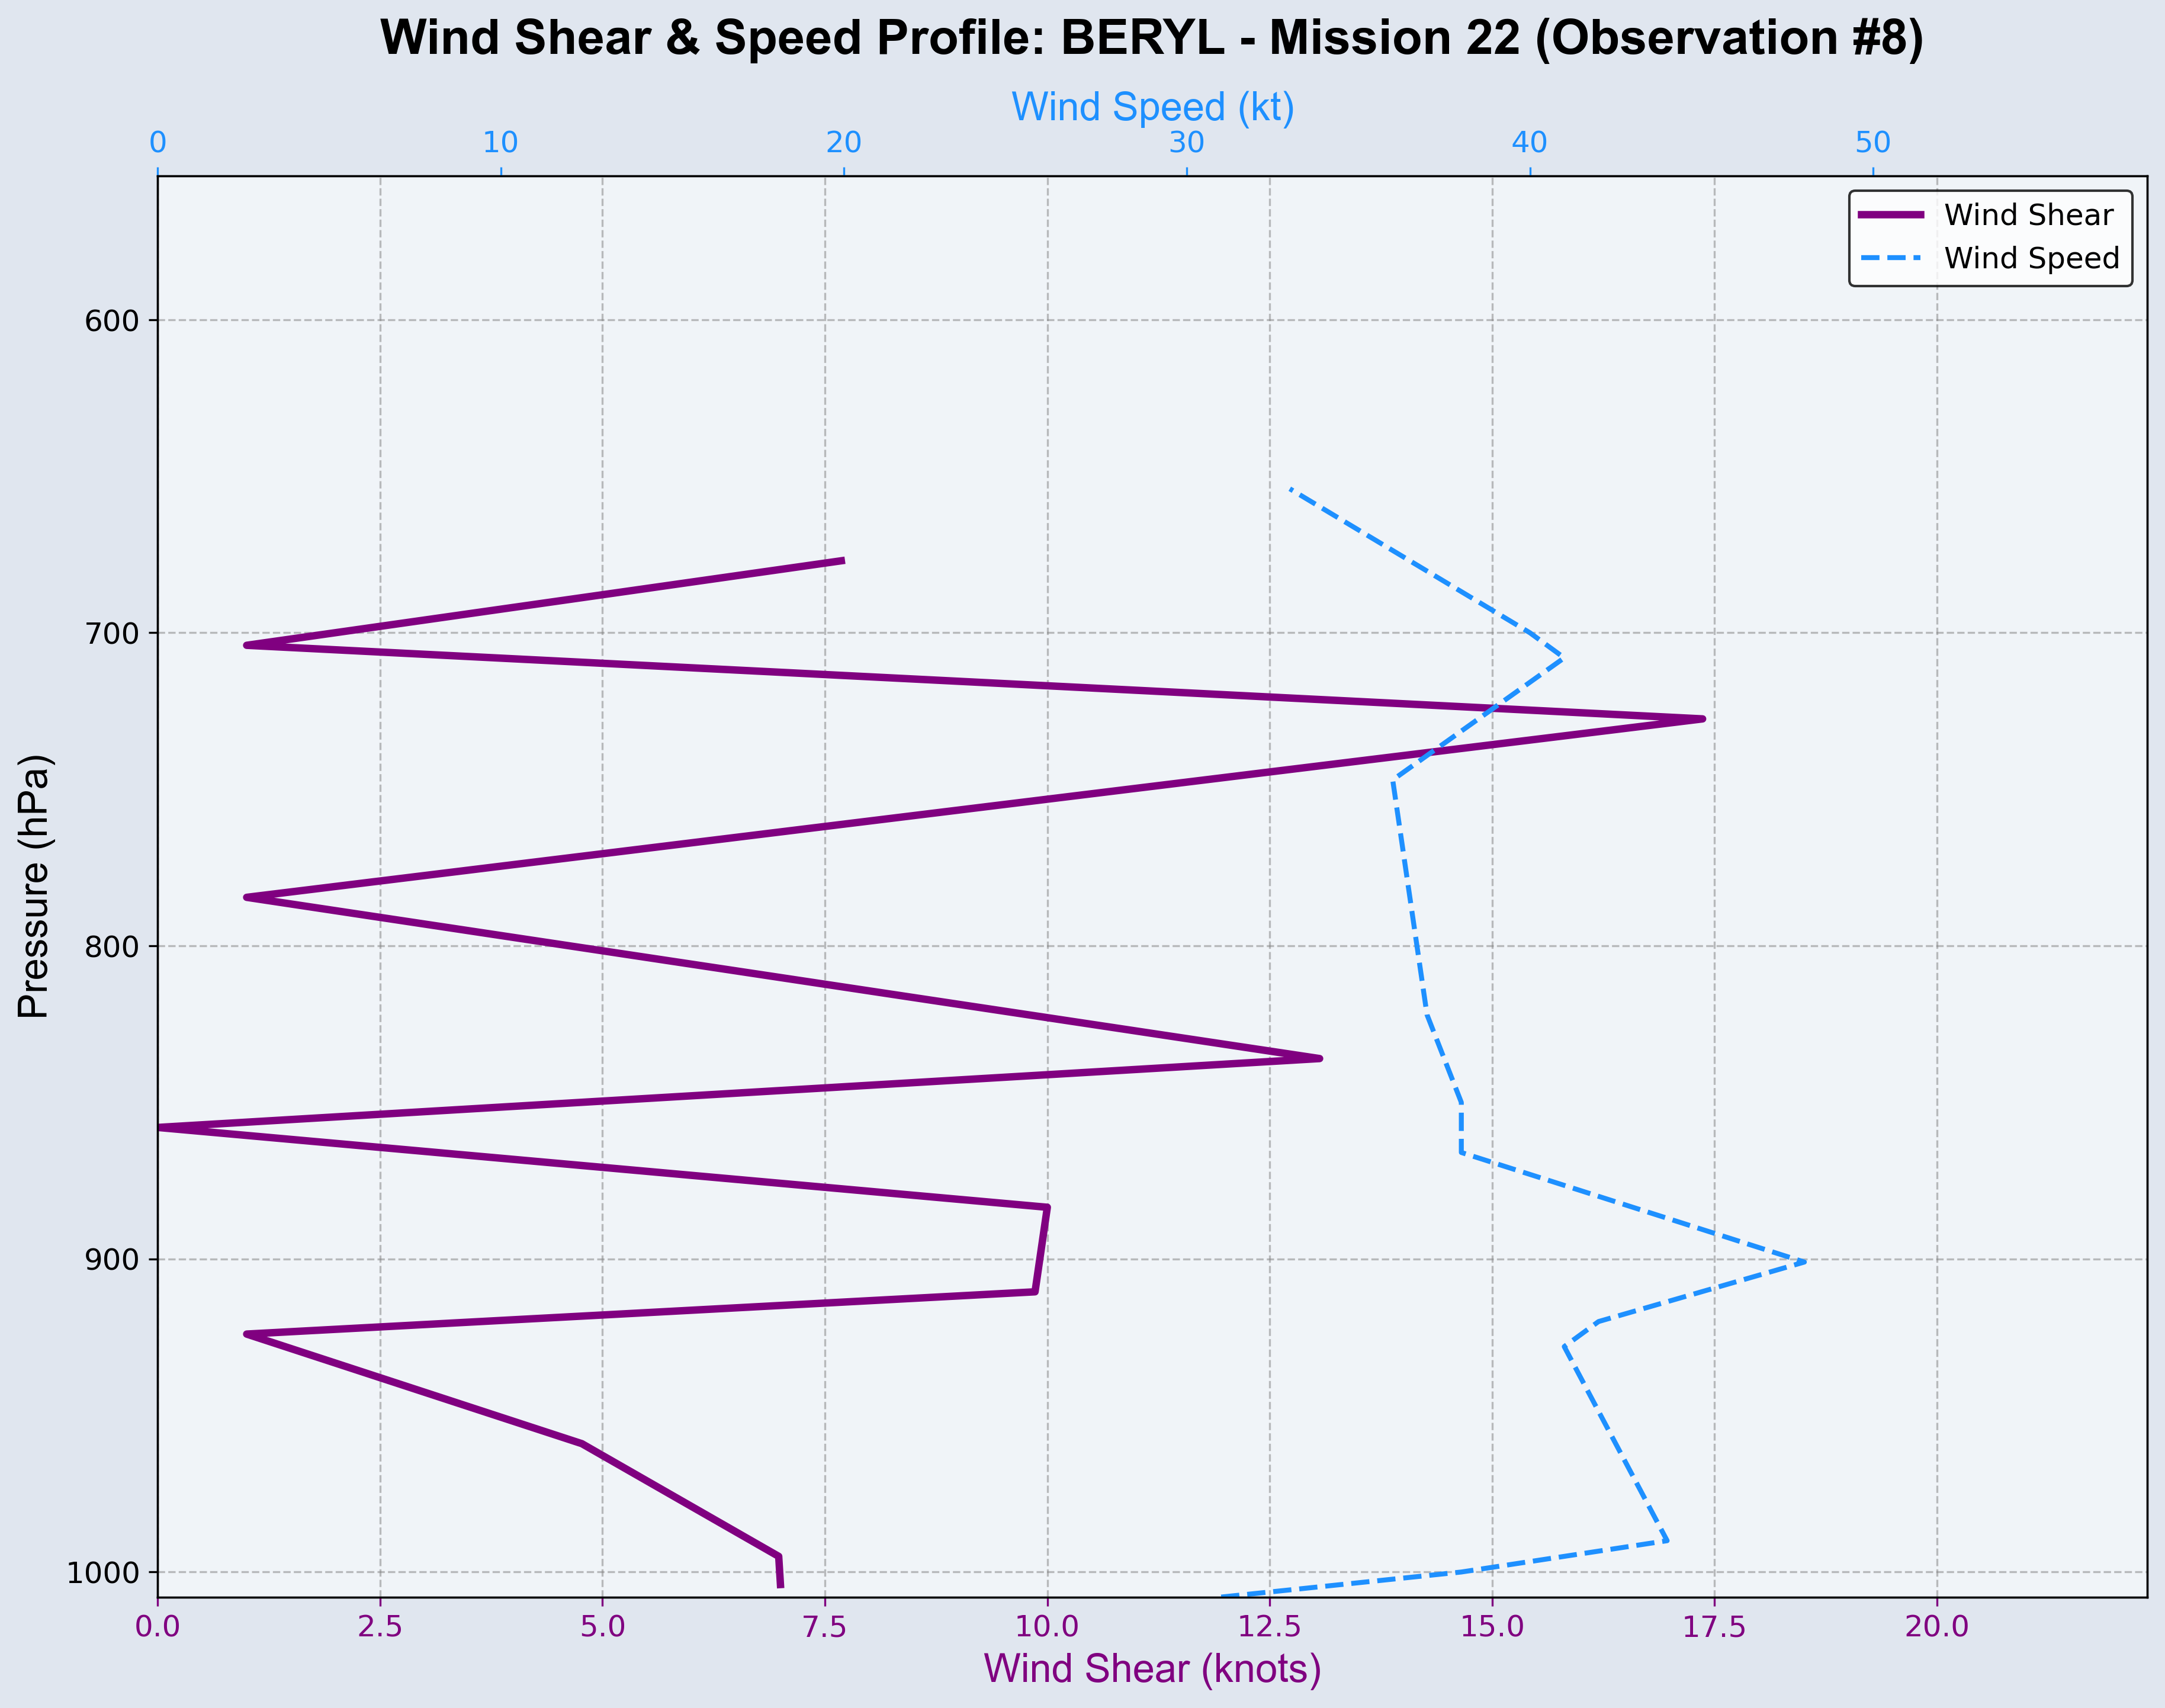 Wind Shear & Speed Profile: BERYL - Mission 22 (Observation #8)
Wind Speed (kt)
0 10 20 30 40 50
Wind Shear
Wind Speed
Pressure (hPa)
600
700
800
900
1000
0.0 2.5 5.0 7.5 10.0 12.5 15.0 17.5 20.0
Wind Shear (knots)